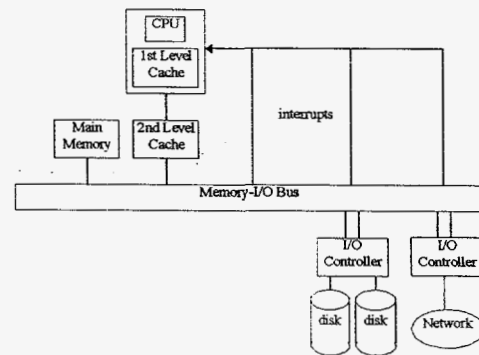 CPU
1st Level
Cache
interrupts
Main
Memory
2nd Level
Cache
Memory-I/O Bus
I/O
Controller
I/O
Controller
disk
disk
Network